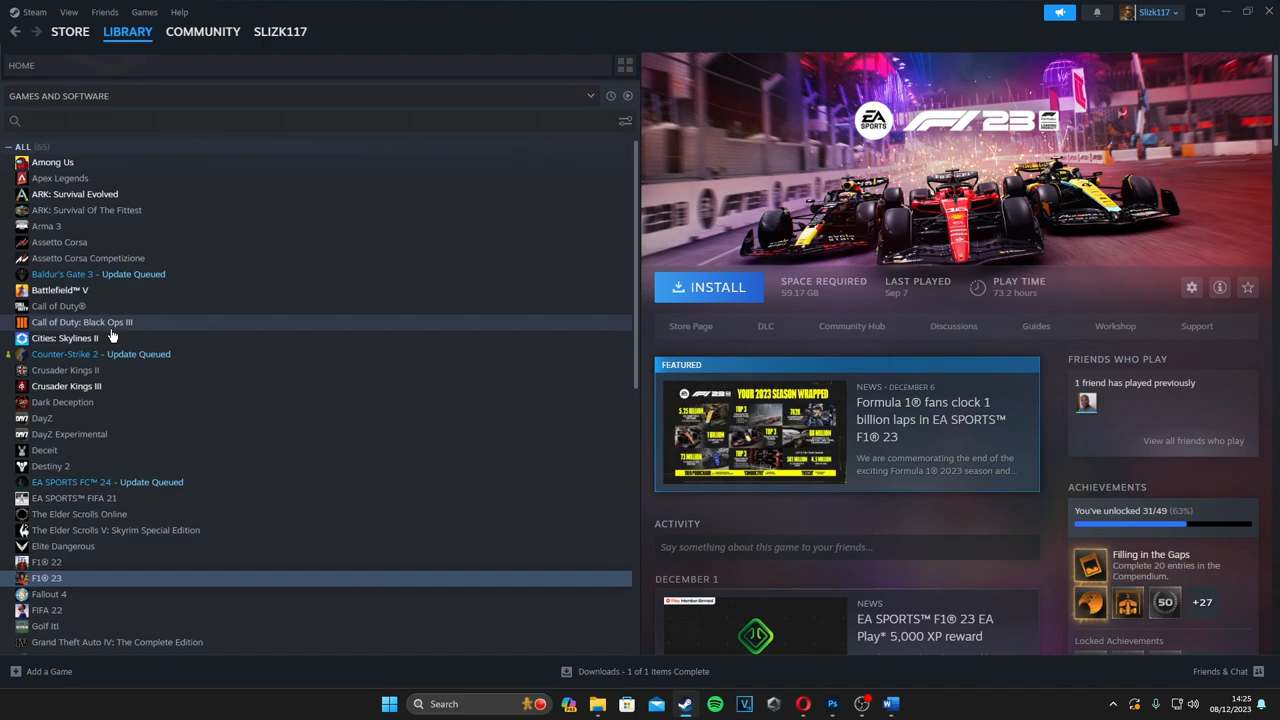 Steam View Friends Games Help
Slizk117
STORE LIBRARY COMMUNITY SLIZK117
HOME
GAMES AND SOFTWARE
ALL (65)
Among Us
Apex Legends
ARK: Survival Evolved
ARK: Survival Of The Fittest
Arma 3
Assetto Corsa
Assetto Corsa Competizione
Baldur's Gate 3 - Update Queued
Battlefield™ V
Call of Duty®
Call of Duty: Black Ops III
Cities: Skylines II
Counter-Strike 2 - Update Queued
Crusader Kings II
Crusader Kings III
Dark Deception
DayZ
DayZ Experimental
Deceit
Destiny 2
EA SPORTS FC™ 24 - Update Queued
EA SPORTS™ FIFA 21
The Elder Scrolls Online
The Elder Scrolls V: Skyrim Special Edition
Elite Dangerous
F1® 22
F1® 23
Fallout 4
FIFA 22
Golf It!
Grand Theft Auto IV: The Complete Edition
EA SPORTS F1 23
INSTALL
SPACE REQUIRED
59.17 GB
LAST PLAYED
Sep 7
PLAY TIME
73.2 hours
Store Page DLC Community Hub Discussions Guides Workshop Support
FEATURED
F1 23 YOUR 2023 SEASON WRAPPED
NEWS - DECEMBER 6
Formula 1® fans clock 1
billion laps in EA SPORTS™
F1® 23
We are commemorating the end of the
exciting Formula 1® 2023 season and...
ACTIVITY
Say something about this game to your friends...
DECEMBER 1
NEWS
EA SPORTS™ F1® 23 EA
Play* 5,000 XP reward
FRIENDS WHO PLAY
1 friend has played previously
View all friends who play
ACHIEVEMENTS
You've unlocked 31/49 (63%)
Filling in the Gaps
Complete 20 entries in the
Compendium.
50
+27
Locked Achievements
Add a Game
Downloads - 1 of 1 Items Complete
Friends & Chat
Search
14:25
08/12/2023